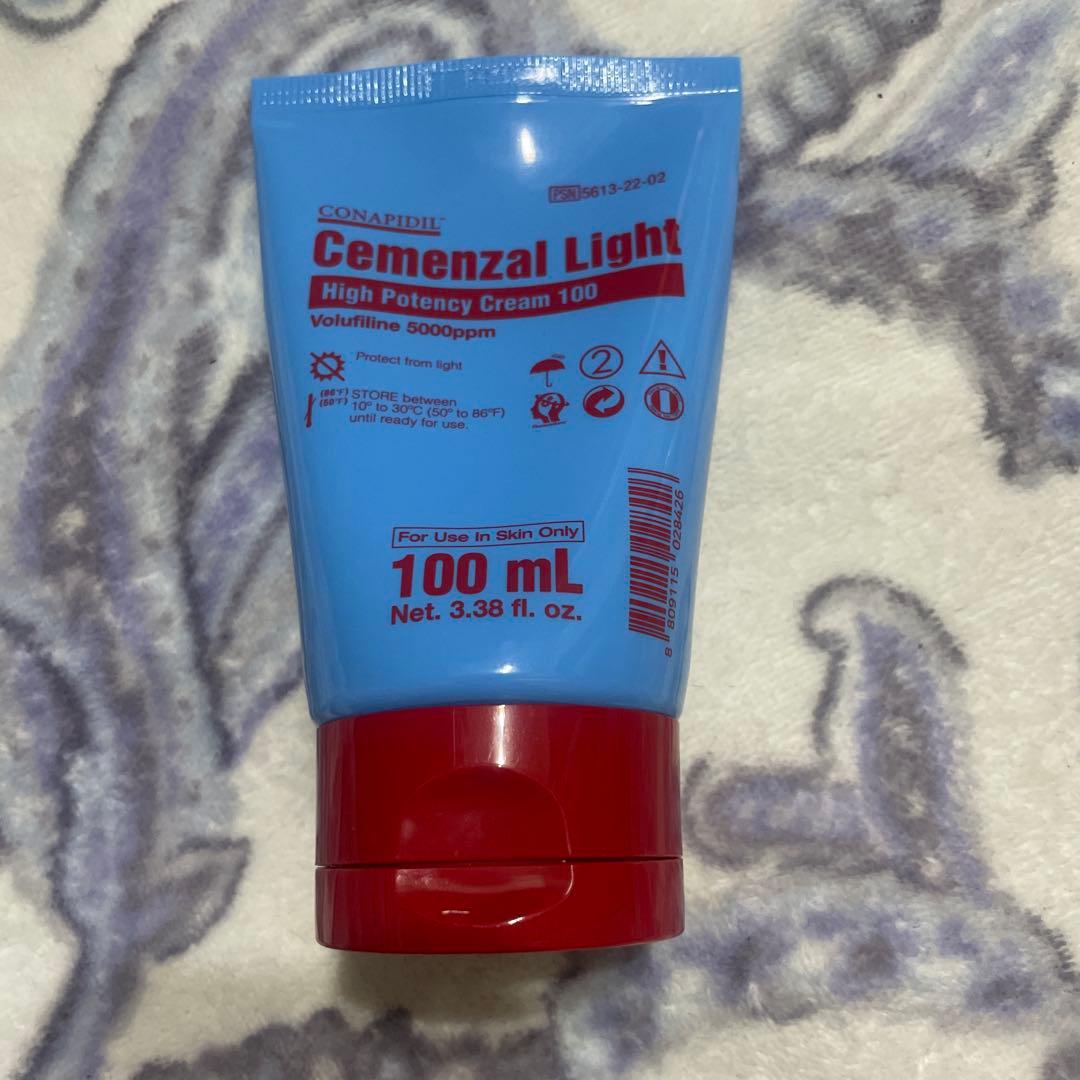 PSN 5613-22-02
CONAPIDIL™
Cemenzal Light
High Potency Cream 100
Volufiline 5000ppm
Protect from light
(86°F)
(50°F)
STORE between
10° to 30°C (50° to 86°F)
until ready for use.
2
For Use In Skin Only
100 mL
Net. 3.38 fl. oz.
8 809115 028426